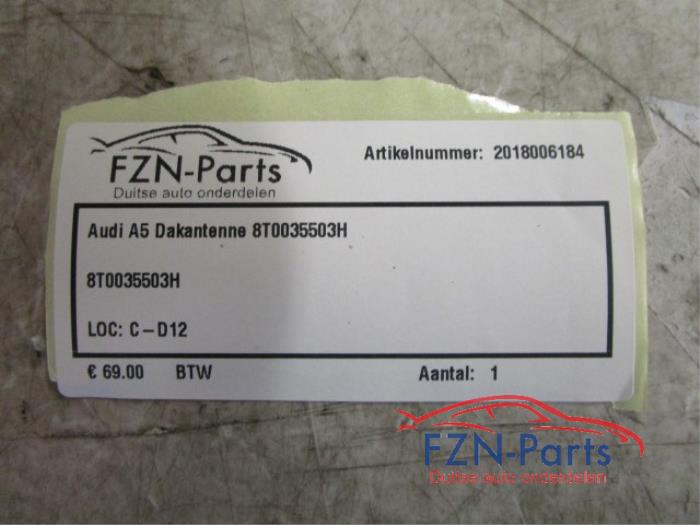 FZN-Parts
Duitse auto onderdelen
Artikelnummer: 2018006184
Audi A5 Dakantenne 8T0035503H
8T0035503H
LOC: C-D12
€ 69.00 BTW
Aantal: 1
FZN-Parts
Duitse auto onderdelen